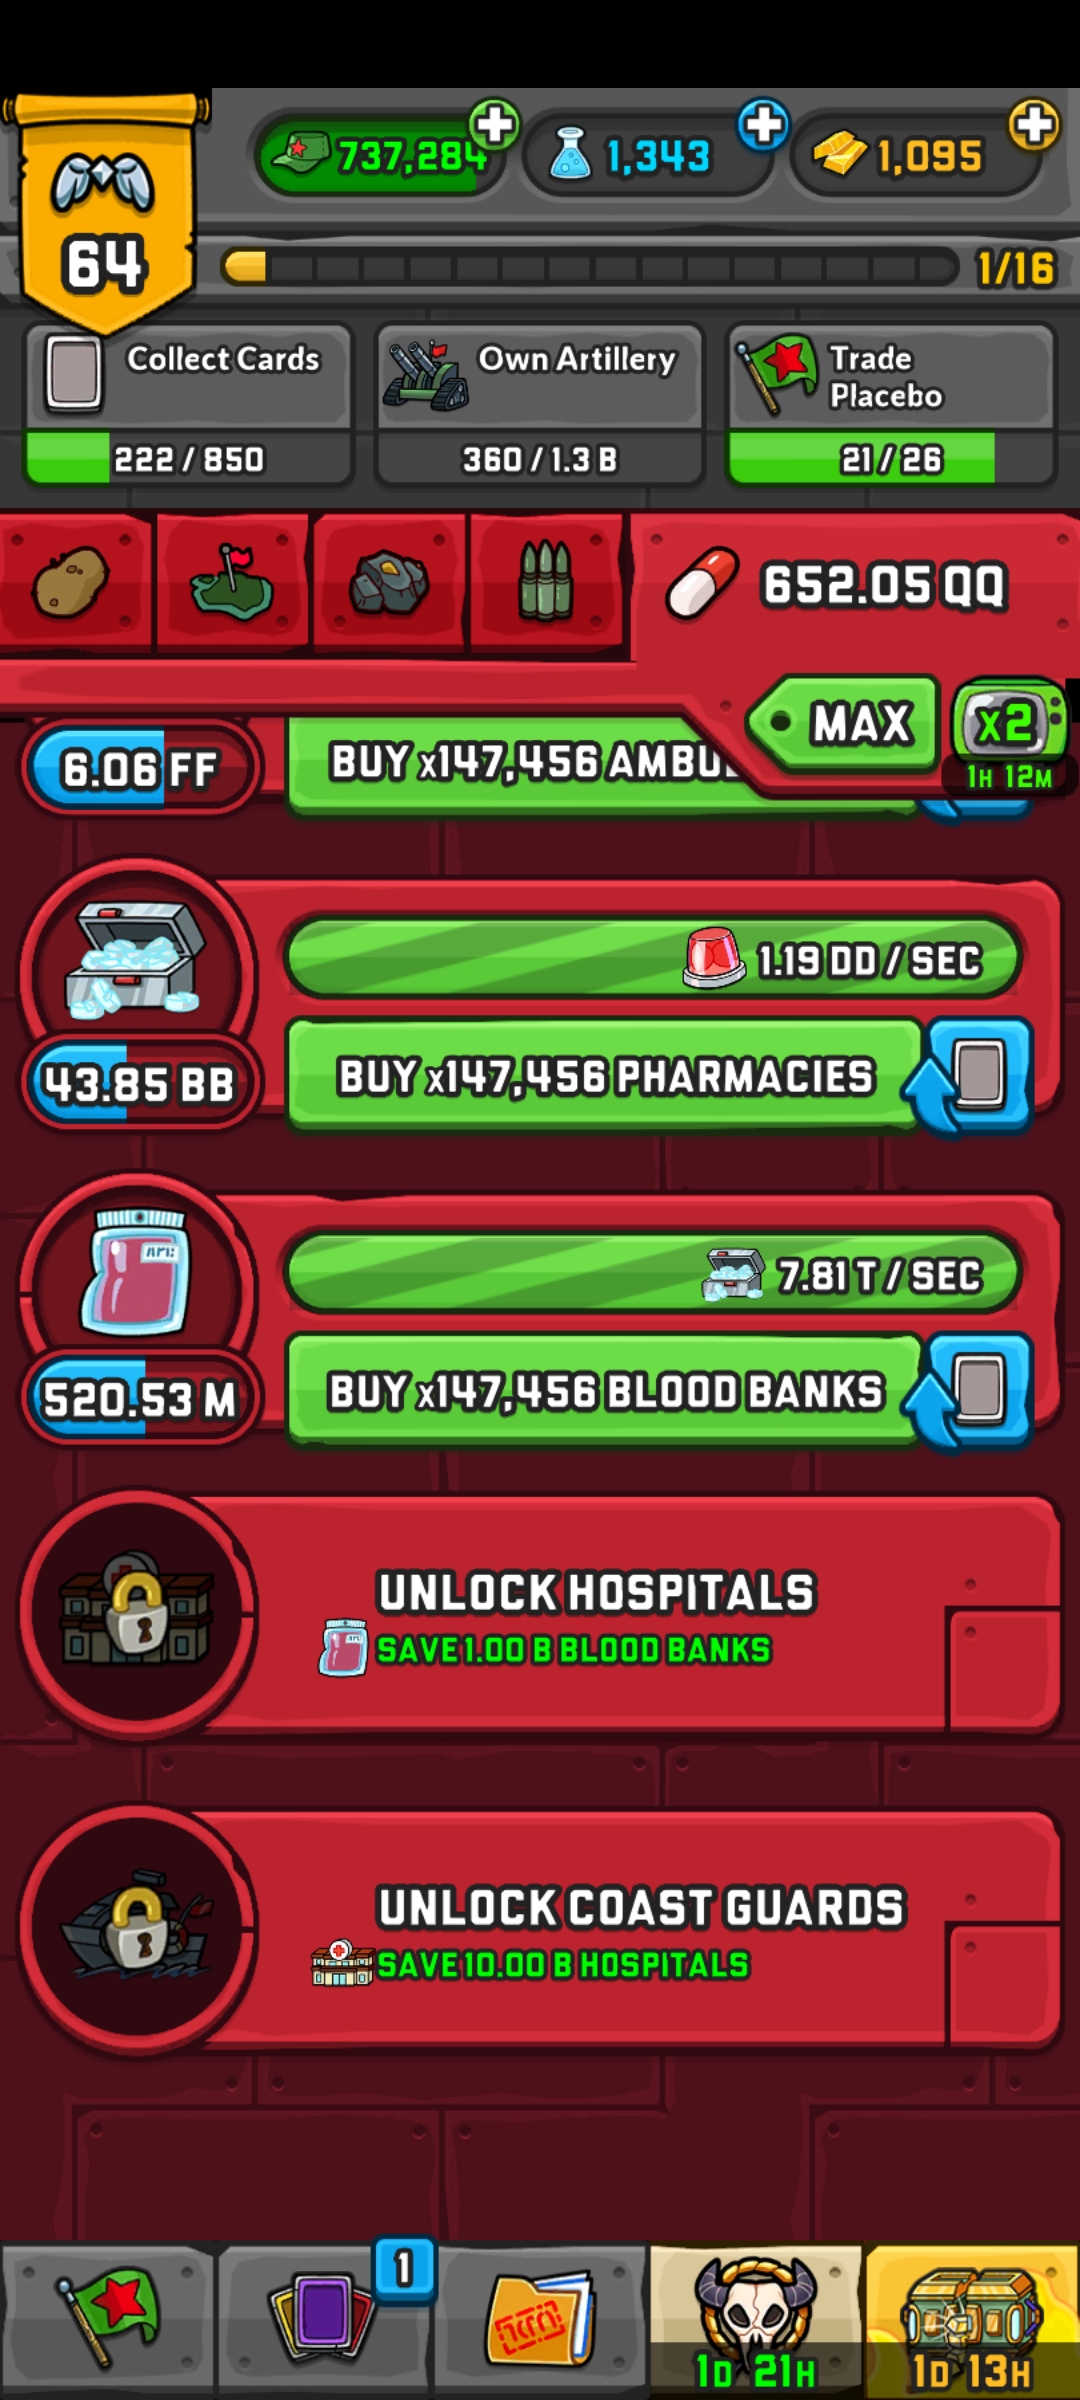 737,284
1,343
1,095
64
1/16
Collect Cards
222 / 850
Own Artillery
360 / 1.3 B
Trade
Placebo
21 / 26
652.05 QQ
MAX
x2
1H 12M
6.06 FF
BUY x147,456 AMBU
1.19 DD / SEC
43.85 BB
BUY x147,456 PHARMACIES
7.81 T / SEC
520.53 M
BUY x147,456 BLOOD BANKS
UNLOCK HOSPITALS
SAVE 1.00 B BLOOD BANKS
UNLOCK COAST GUARDS
SAVE 10.00 B HOSPITALS
1
1D 21H
1D 13H